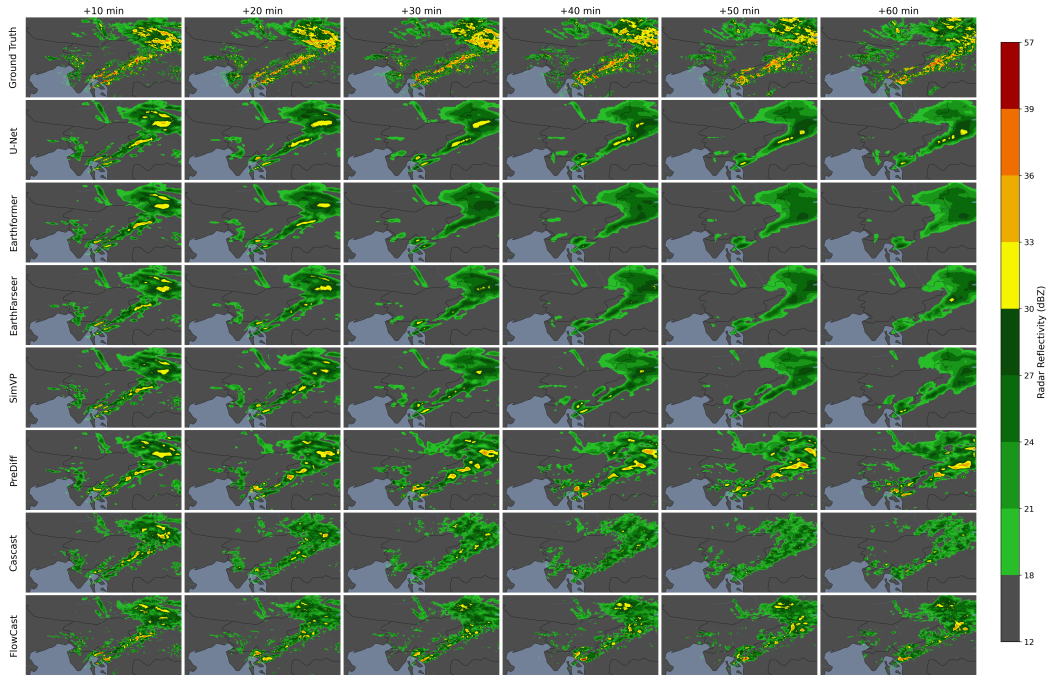 +10 min
+20 min
+30 min
+40 min
+50 min
+60 min
Ground Truth
U-Net
Earthformer
EarthFarseer
SimVP
PreDiff
Cascast
FlowCast
57
39
36
33
30
27
24
21
18
12
Radar Reflectivity (dBZ)